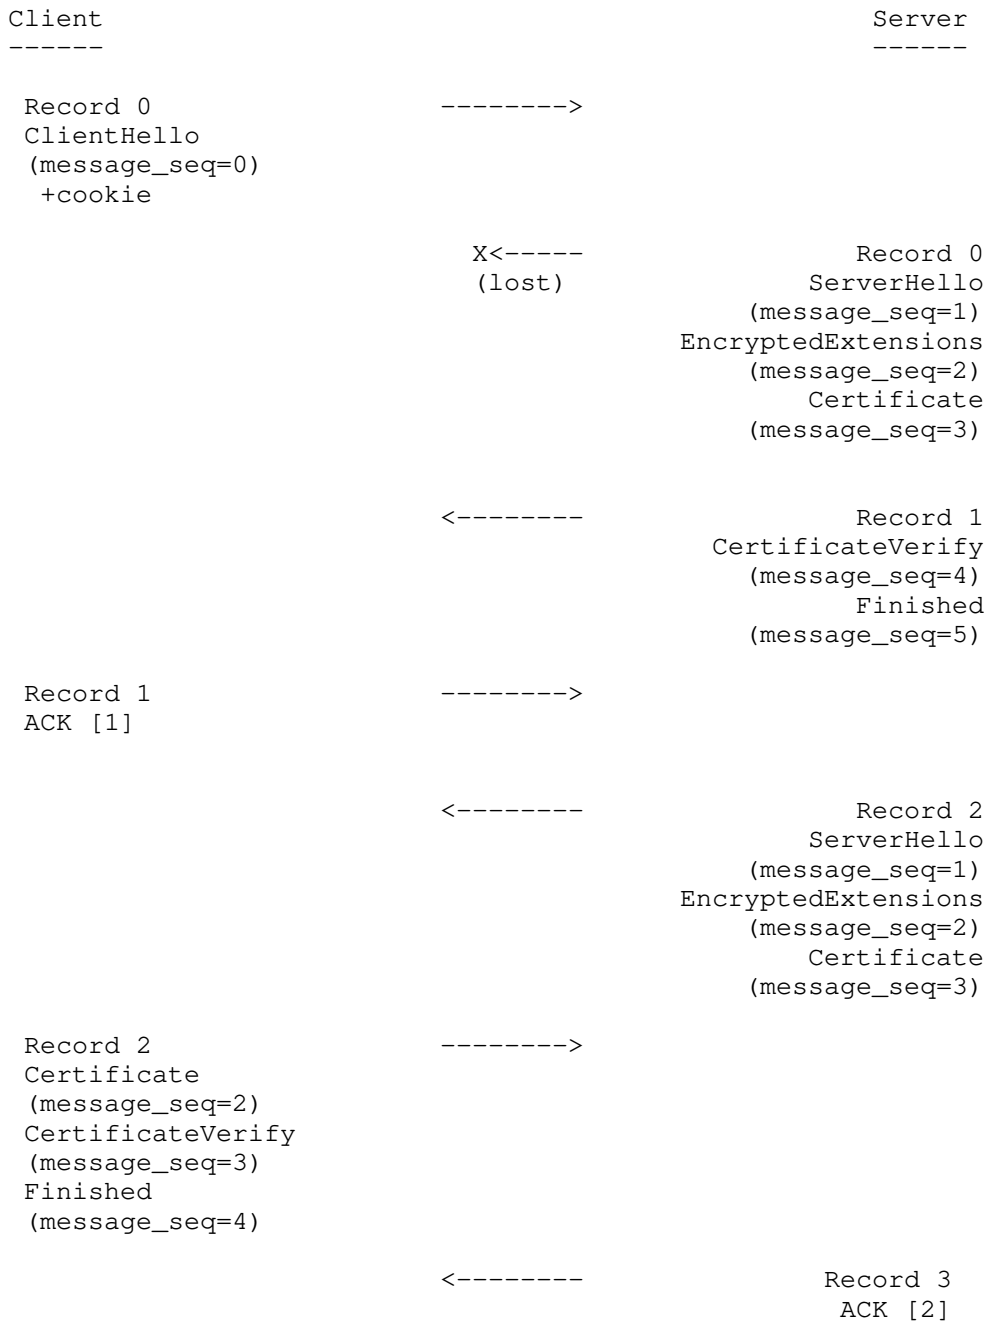 Client                                                Server
------                                                ------
Record 0                   -------->
ClientHello
(message_seq=0)
+cookie
X<-----                 Record 0
(lost)               ServerHello
(message_seq=1)
EncryptedExtensions
(message_seq=2)
Certificate
(message_seq=3)
<--------                 Record 1
CertificateVerify
(message_seq=4)
Finished
(message_seq=5)
Record 1                   -------->
ACK [1]
<--------                 Record 2
ServerHello
(message_seq=1)
EncryptedExtensions
(message_seq=2)
Certificate
(message_seq=3)
Record 2                   -------->
Certificate
(message_seq=2)
CertificateVerify
(message_seq=3)
Finished
(message_seq=4)
<--------               Record 3
ACK [2]